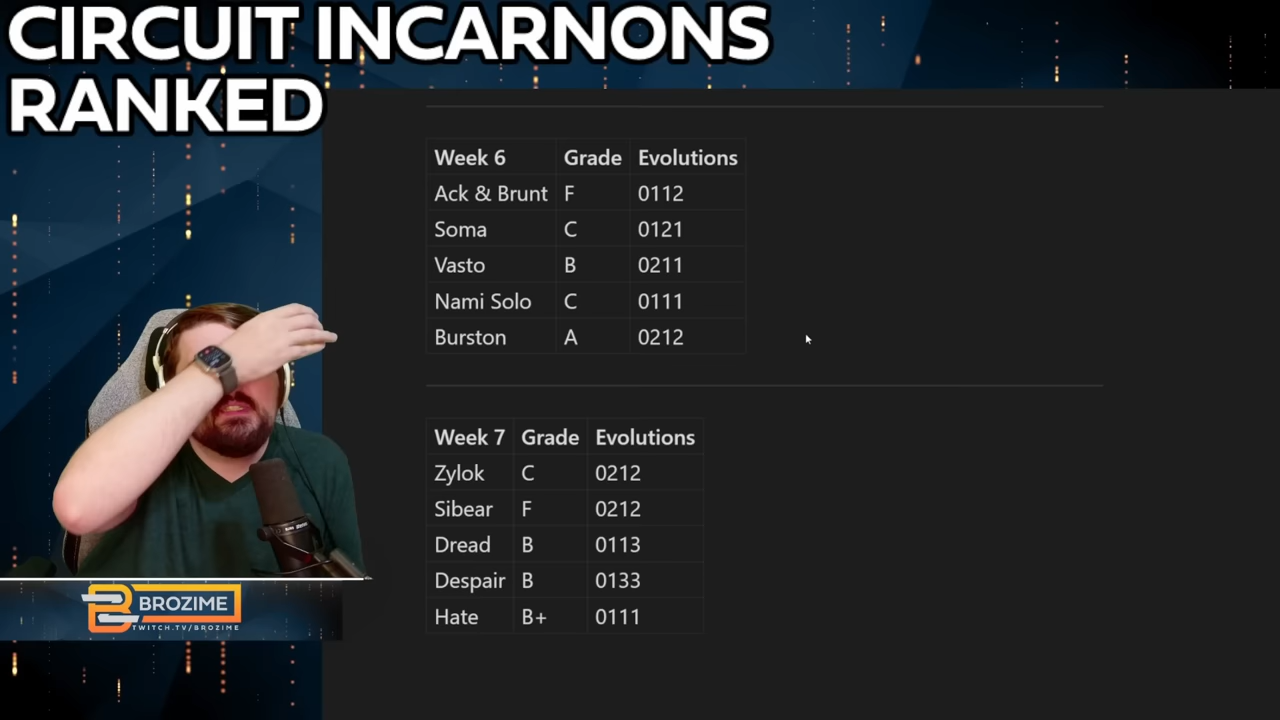 CIRCUIT INCARNONS
RANKED
Week 6 Grade Evolutions
Ack & Brunt F 0112
Soma C 0121
Vasto B 0211
Nami Solo C 0111
Burston A 0212
Week 7 Grade Evolutions
Zylok C 0212
Sibear F 0212
Dread B 0113
Despair B 0133
Hate B+ 0111
BROZIME
TWITCH.TV/BROZIME